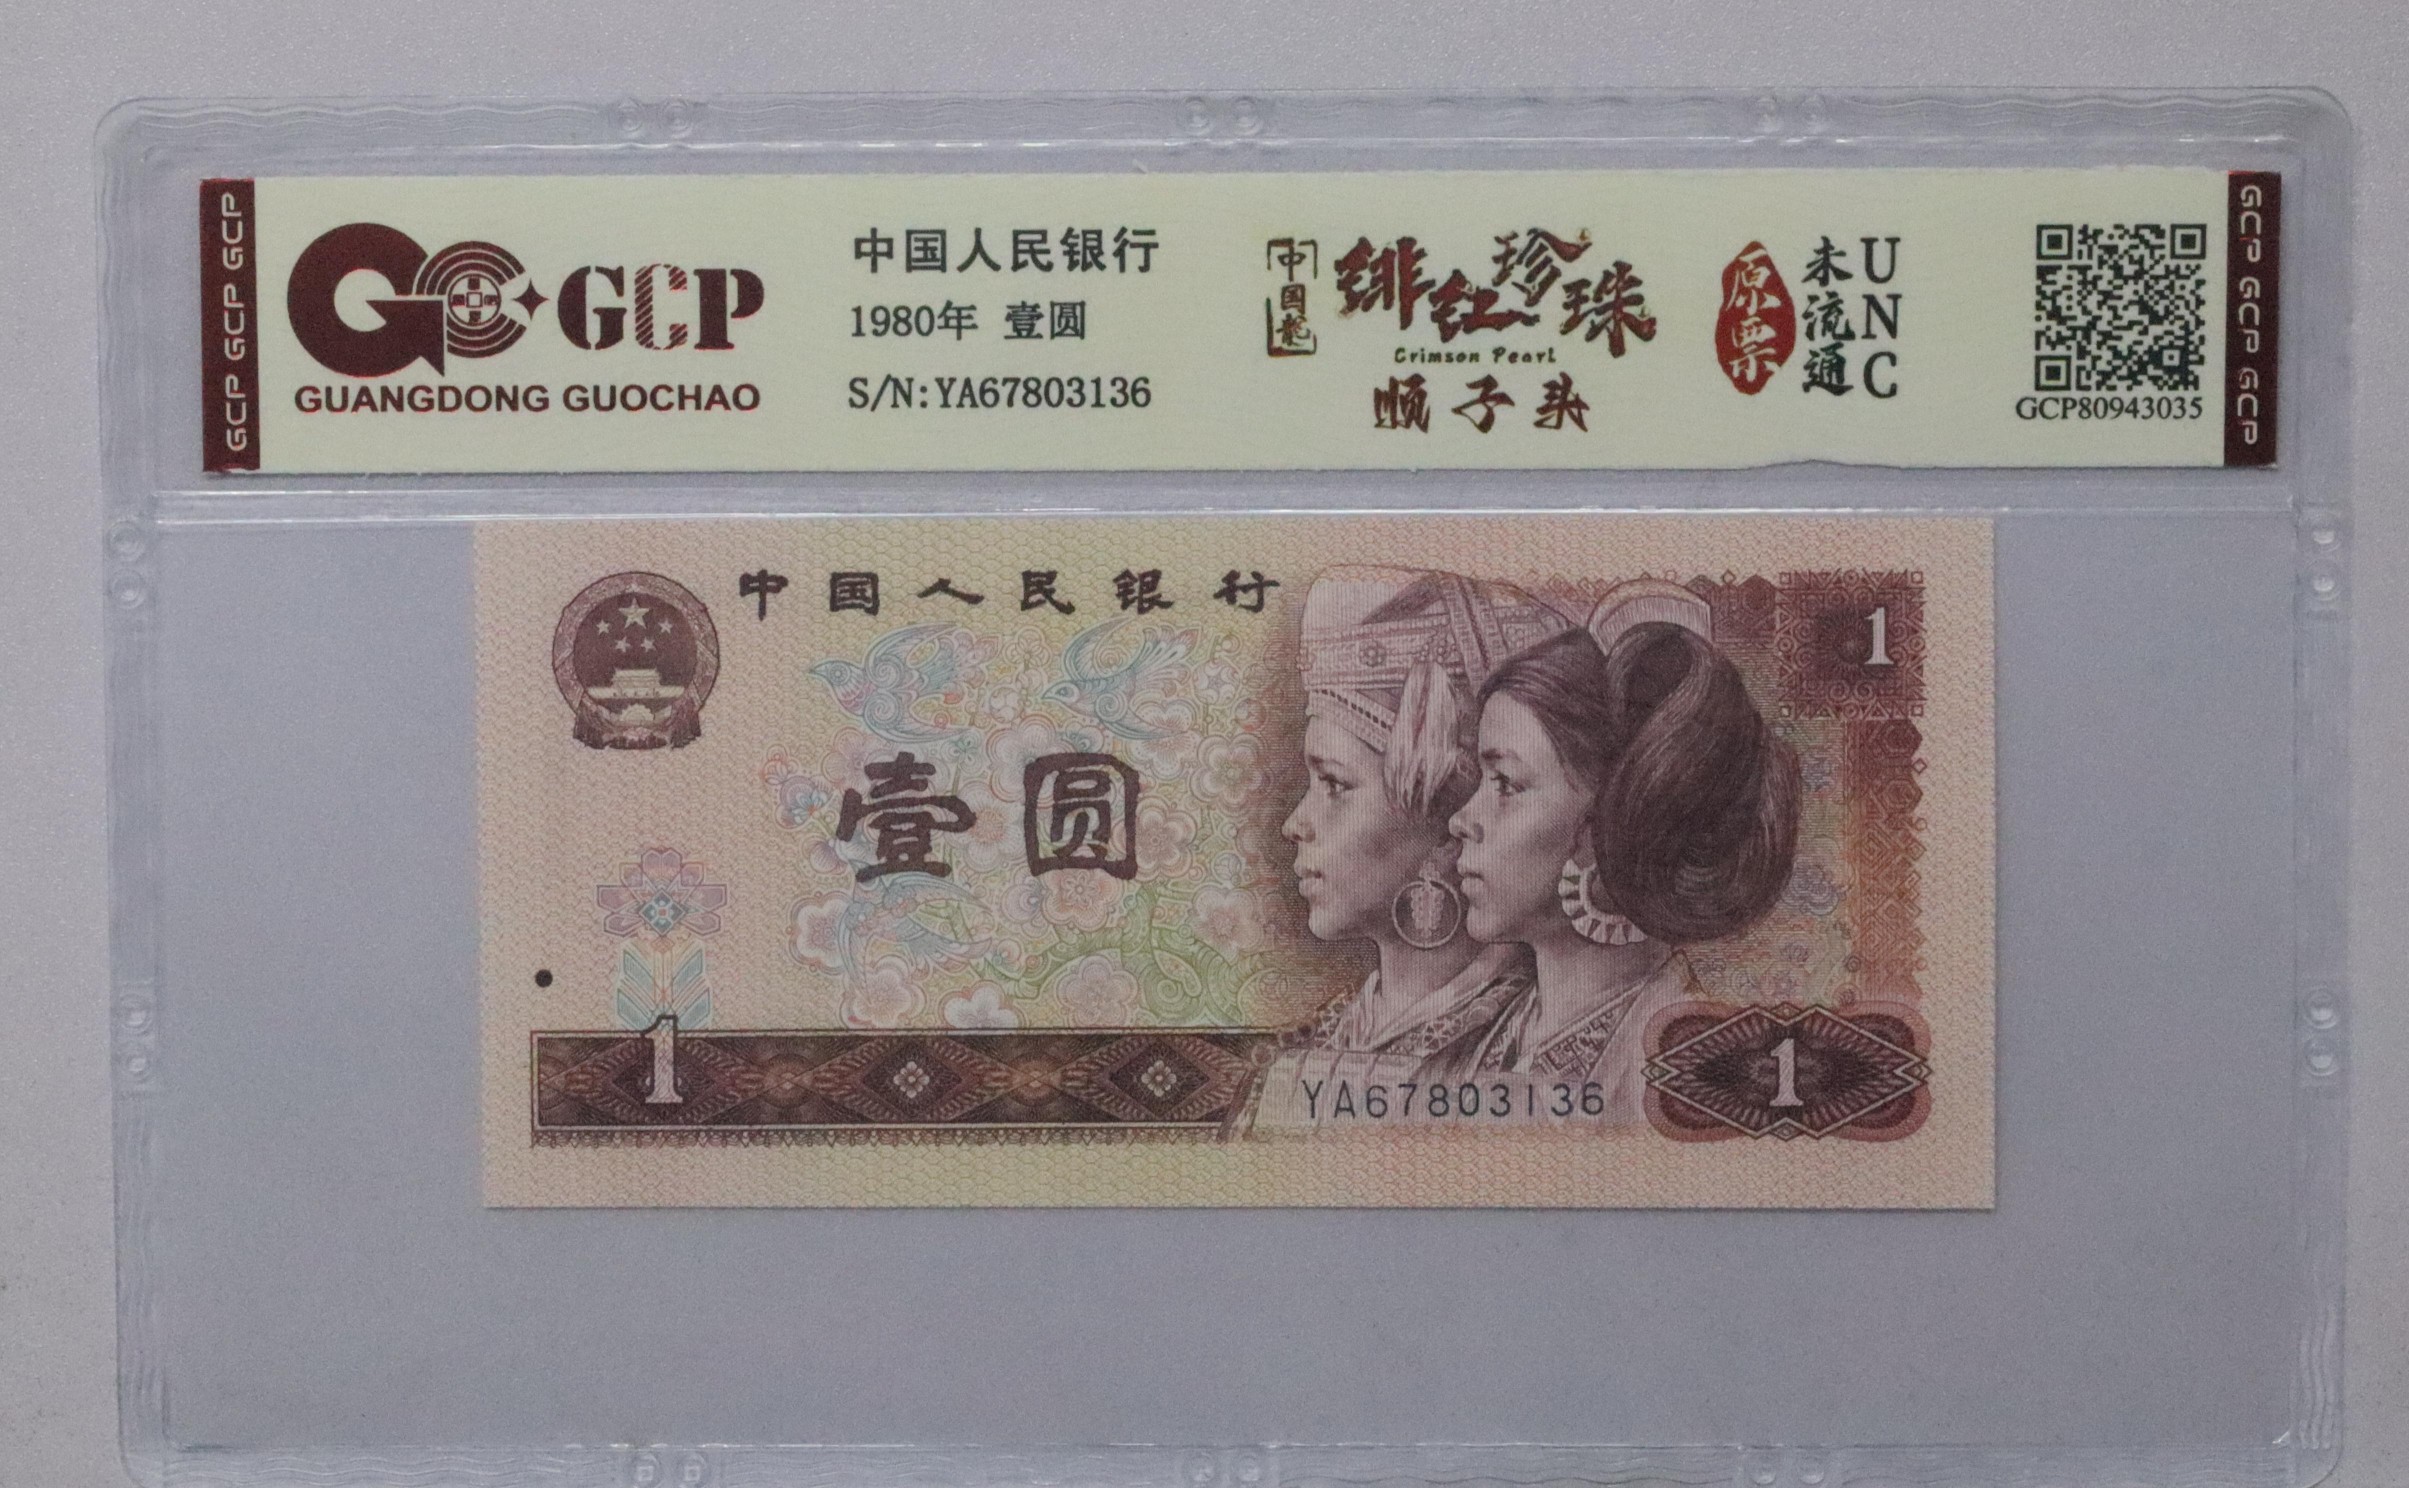 GCP GCP GCP
GCP
GUANGDONG GUOCHAO
中国人民银行
1980年 壹圆
S/N:YA67803136
中国龙
绯红珍珠
Crimson Pearl
顺子头
原票
未流通
UNC
GCP80943035
GCP GCP GCP
中国人民银行
1
壹圆
1
YA67803136
1